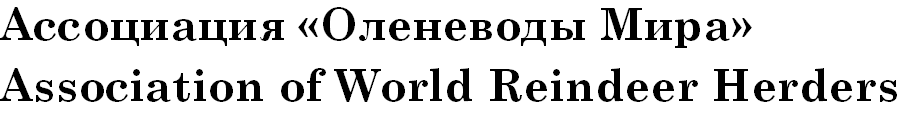 Ассоциация «Оленеводы Мира»
Association of World Reindeer Herders